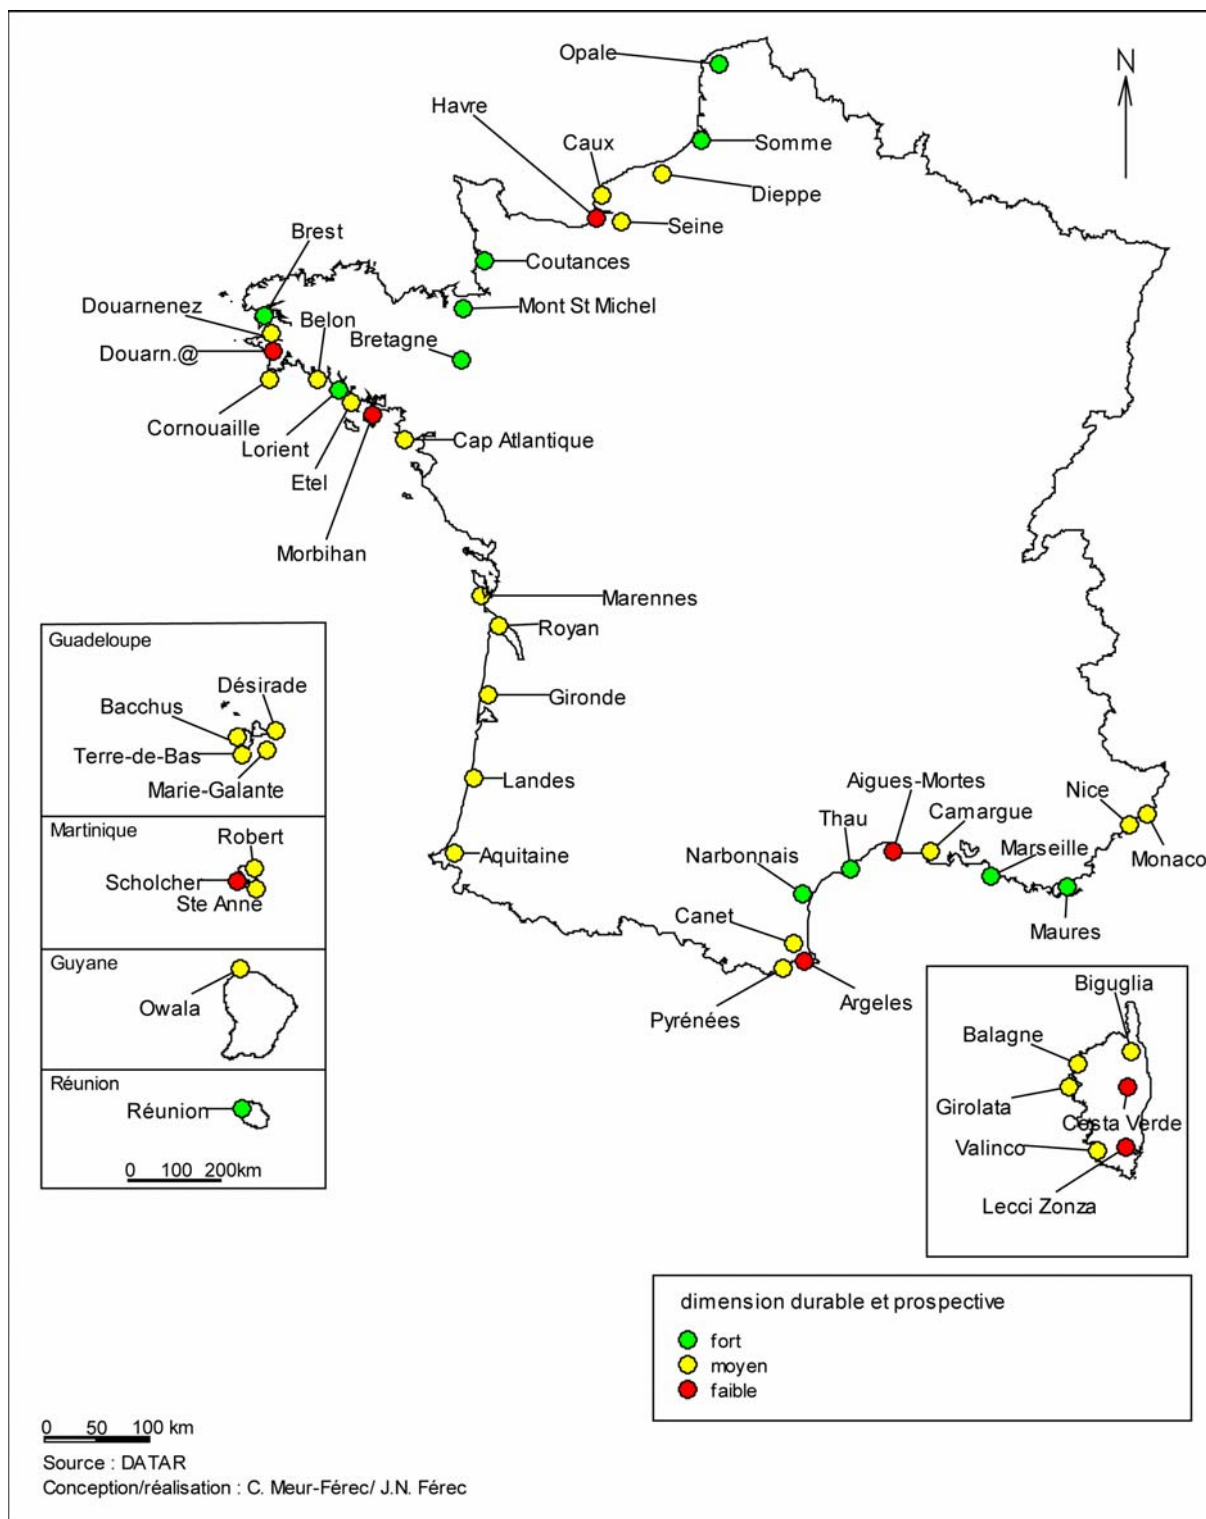 Opale
N
Havre
Caux
Somme
Dieppe
Seine
Brest
Coutances
Douarnenez
Belon
Mont St Michel
Bretagne
Douarn.@
Cornouaille
Lorient
Cap Atlantique
Etel
Morbihan
Marennes
Royan
Gironde
Landes
Aquitaine
Aigues-Mortes
Nice
Camargue
Thau
Marseille
Monaco
Narbonnais
Canet
Maures
Pyrénées
Argeles
Guadeloupe
Désirade
Bacchus
Terre-de-Bas
Marie-Galante
Martinique
Robert
Scholcher
Ste Anne
Guyane
Owala
Réunion
Réunion
0 100 200km
Biguglia
Balagne
Girolata
Costa Verde
Valinco
Lecci Zonza
dimension durable et prospective
fort
moyen
faible
0 50 100 km
Source : DATAR
Conception/réalisation : C. Meur-Férec/ J.N. Férec